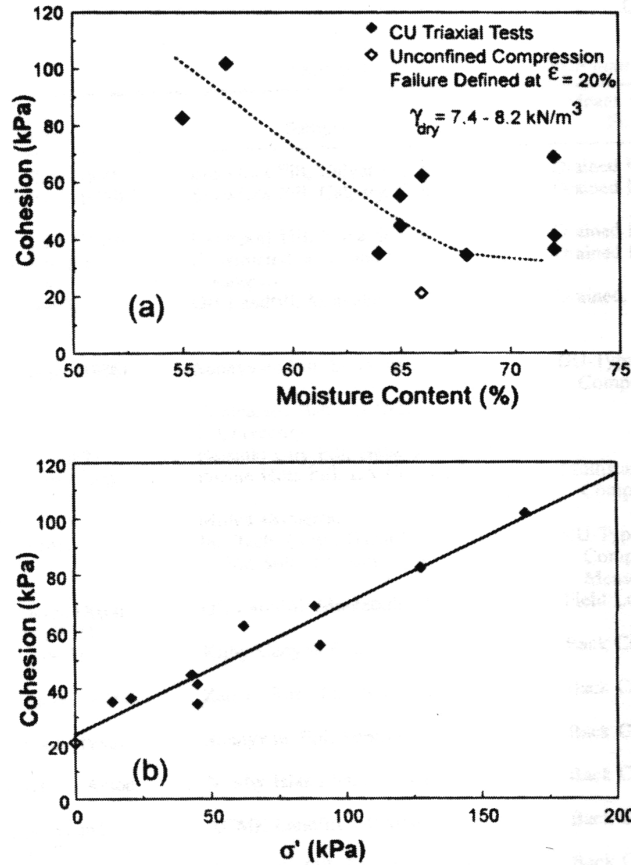 120
100
80
60
40
20
0
Cohesion (kPa)
CU Triaxial Tests
Unconfined Compression
Failure Defined at ε = 20%
γdry = 7.4 - 8.2 kN/m³
(a)
50 55 60 65 70 75
Moisture Content (%)
120
100
80
60
40
20
0
Cohesion (kPa)
(b)
0 50 100 150 200
σ' (kPa)